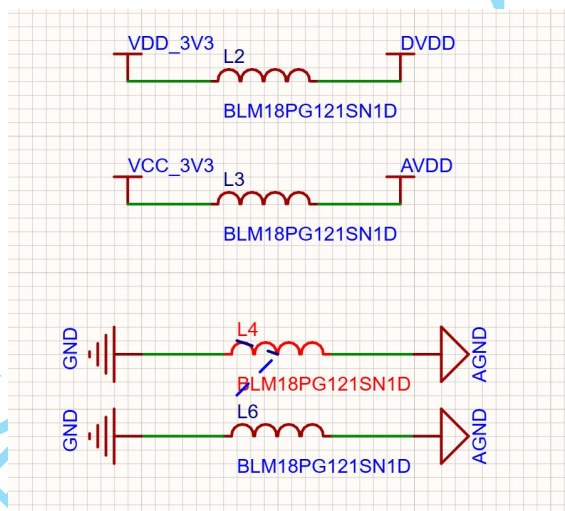 VDD_3V3 L2 DVDD
BLM18PG121SN1D
VCC_3V3 L3 AVDD
BLM18PG121SN1D
GND L4 AGND
BLM18PG121SN1D
GND L6 AGND
BLM18PG121SN1D